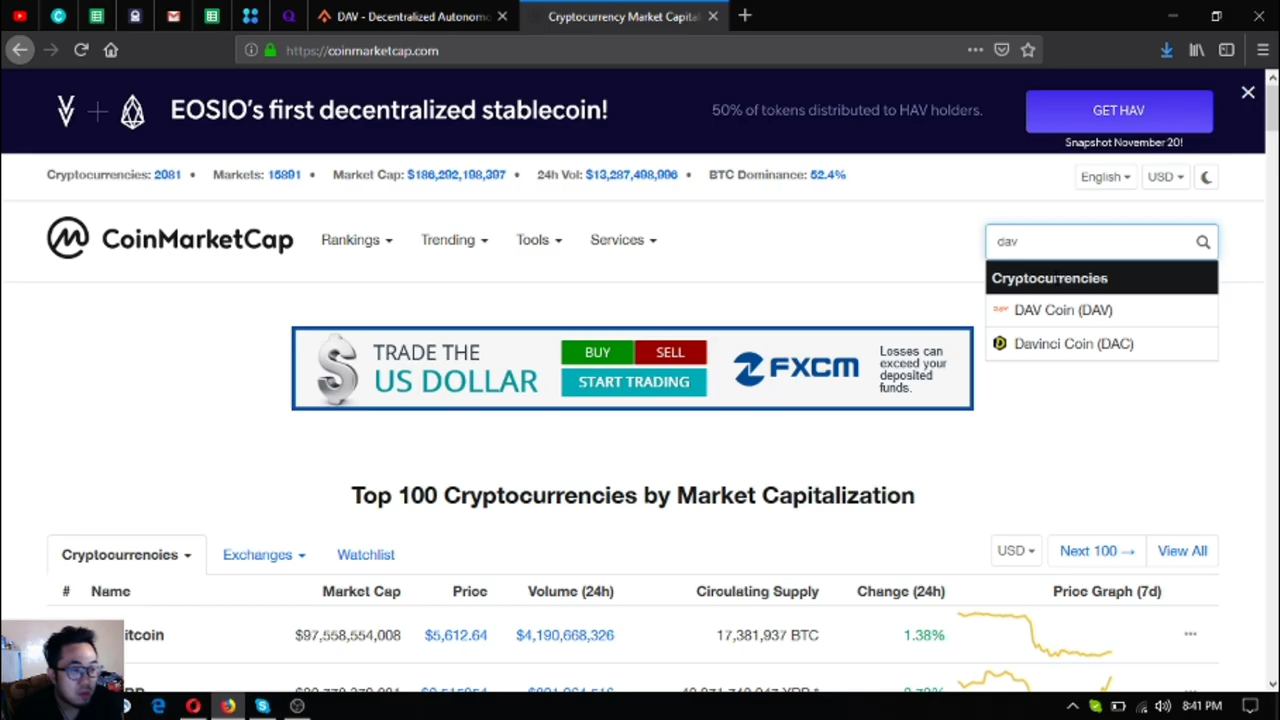 DAV - Decentralized Autonomo
Cryptocurrency Market Capital
https://coinmarketcap.com
EOSIO's first decentralized stablecoin!
50% of tokens distributed to HAV holders.
GET HAV
Snapshot November 20!
Cryptocurrencies: 2081 • Markets: 15891 • Market Cap: $186,292,198,397 • 24h Vol: $13,287,498,996 • BTC Dominance: 52.4%
English
USD
CoinMarketCap
Rankings
Trending
Tools
Services
dav
Cryptocurrencies
DAV Coin (DAV)
Davinci Coin (DAC)
TRADE THE
US DOLLAR
BUY
SELL
START TRADING
FXCM
Losses can
exceed your
deposited
funds.
Top 100 Cryptocurrencies by Market Capitalization
Cryptocurrencies
Exchanges
Watchlist
USD
Next 100 →
View All
# Name Market Cap Price Volume (24h) Circulating Supply Change (24h) Price Graph (7d)
itcoin $97,558,554,008 $5,612.64 $4,190,668,326 17,381,937 BTC 1.38%
8:41 PM